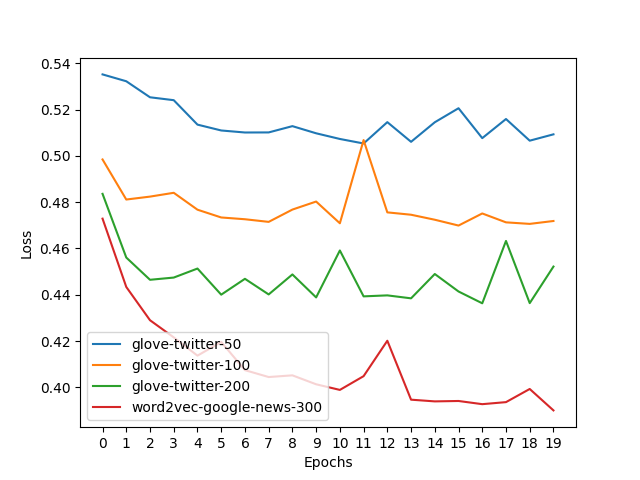 0.54
0.52
0.50
0.48
0.46
0.44
0.42
0.40
Loss
glove-twitter-50
glove-twitter-100
glove-twitter-200
word2vec-google-news-300
0 1 2 3 4 5 6 7 8 9 10 11 12 13 14 15 16 17 18 19
Epochs